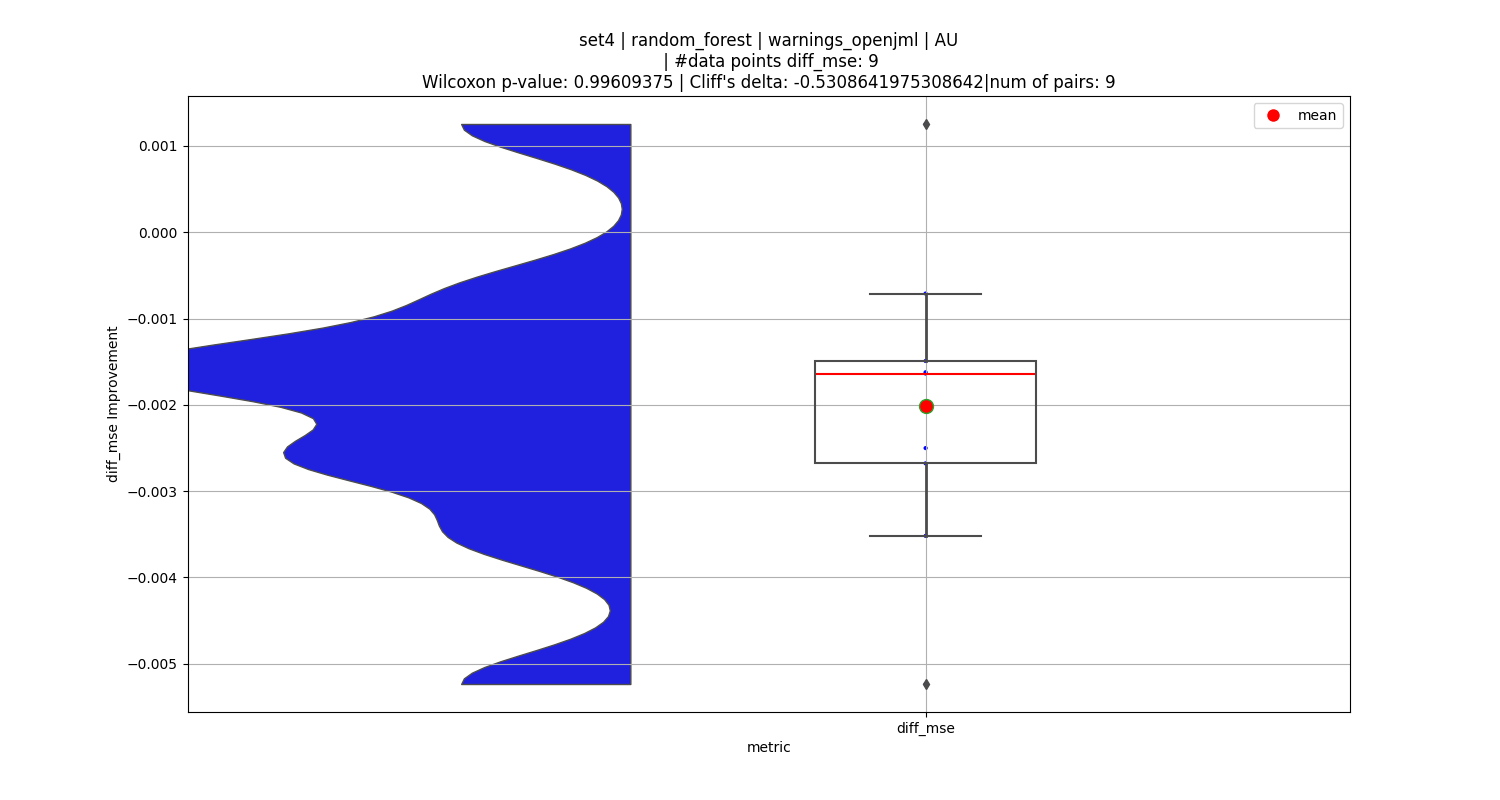 set4 | random_forest | warnings_openjml | AU
| #data points diff_mse: 9
Wilcoxon p-value: 0.99609375 | Cliff's delta: -0.5308641975308642|num of pairs: 9
mean
0.001
0.000
−0.001
−0.002
−0.003
−0.004
−0.005
diff_mse Improvement
diff_mse
metric